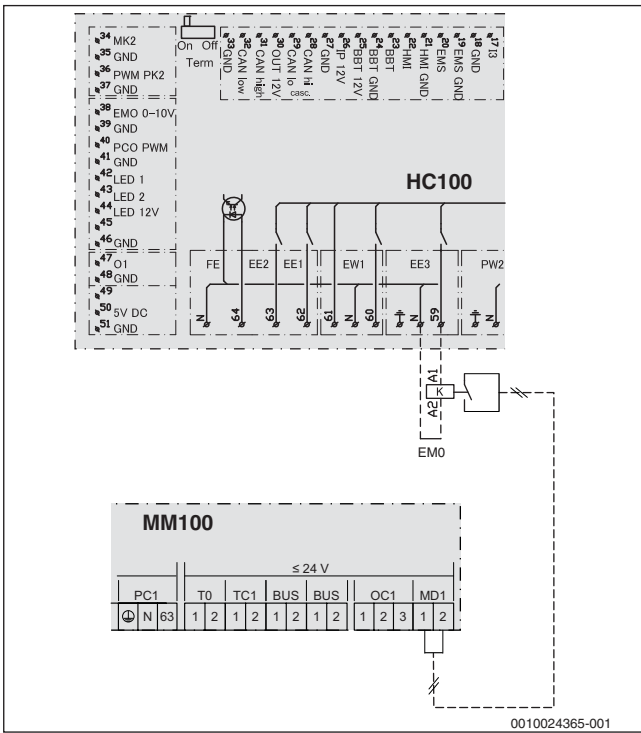 34 MK2
35 GND
36 PWM PK2
37 GND
38 EMO 0-10V
39 GND
40 PCO PWM
41 GND
42 LED 1
43 LED 2
44 LED 12V
45
46 GND
47 O1
48 GND
49
50 5V DC
51 GND
On Off
Term
33 GND
32 CAN low
31 CAN high
30 OUT 12V
29 CAN lo
28 CAN hi
casc.
27 GND
26 IP 12V
25 BBT 12V
24 BBT GND
23 BBT
22 HMI
21 HMI GND
20 EMS
19 EMS GND
18 GND
17 I3
HC100
FE EE2 EE1 EW1 EE3 PW2
N 64 63 62 61 N 60 N 59 N
A1
K
A2
EM0
MM100
≤ 24 V
PC1 T0 TC1 BUS BUS OC1 MD1
N 63 1 2 1 2 1 2 1 2 1 2 3 1 2
0010024365-001